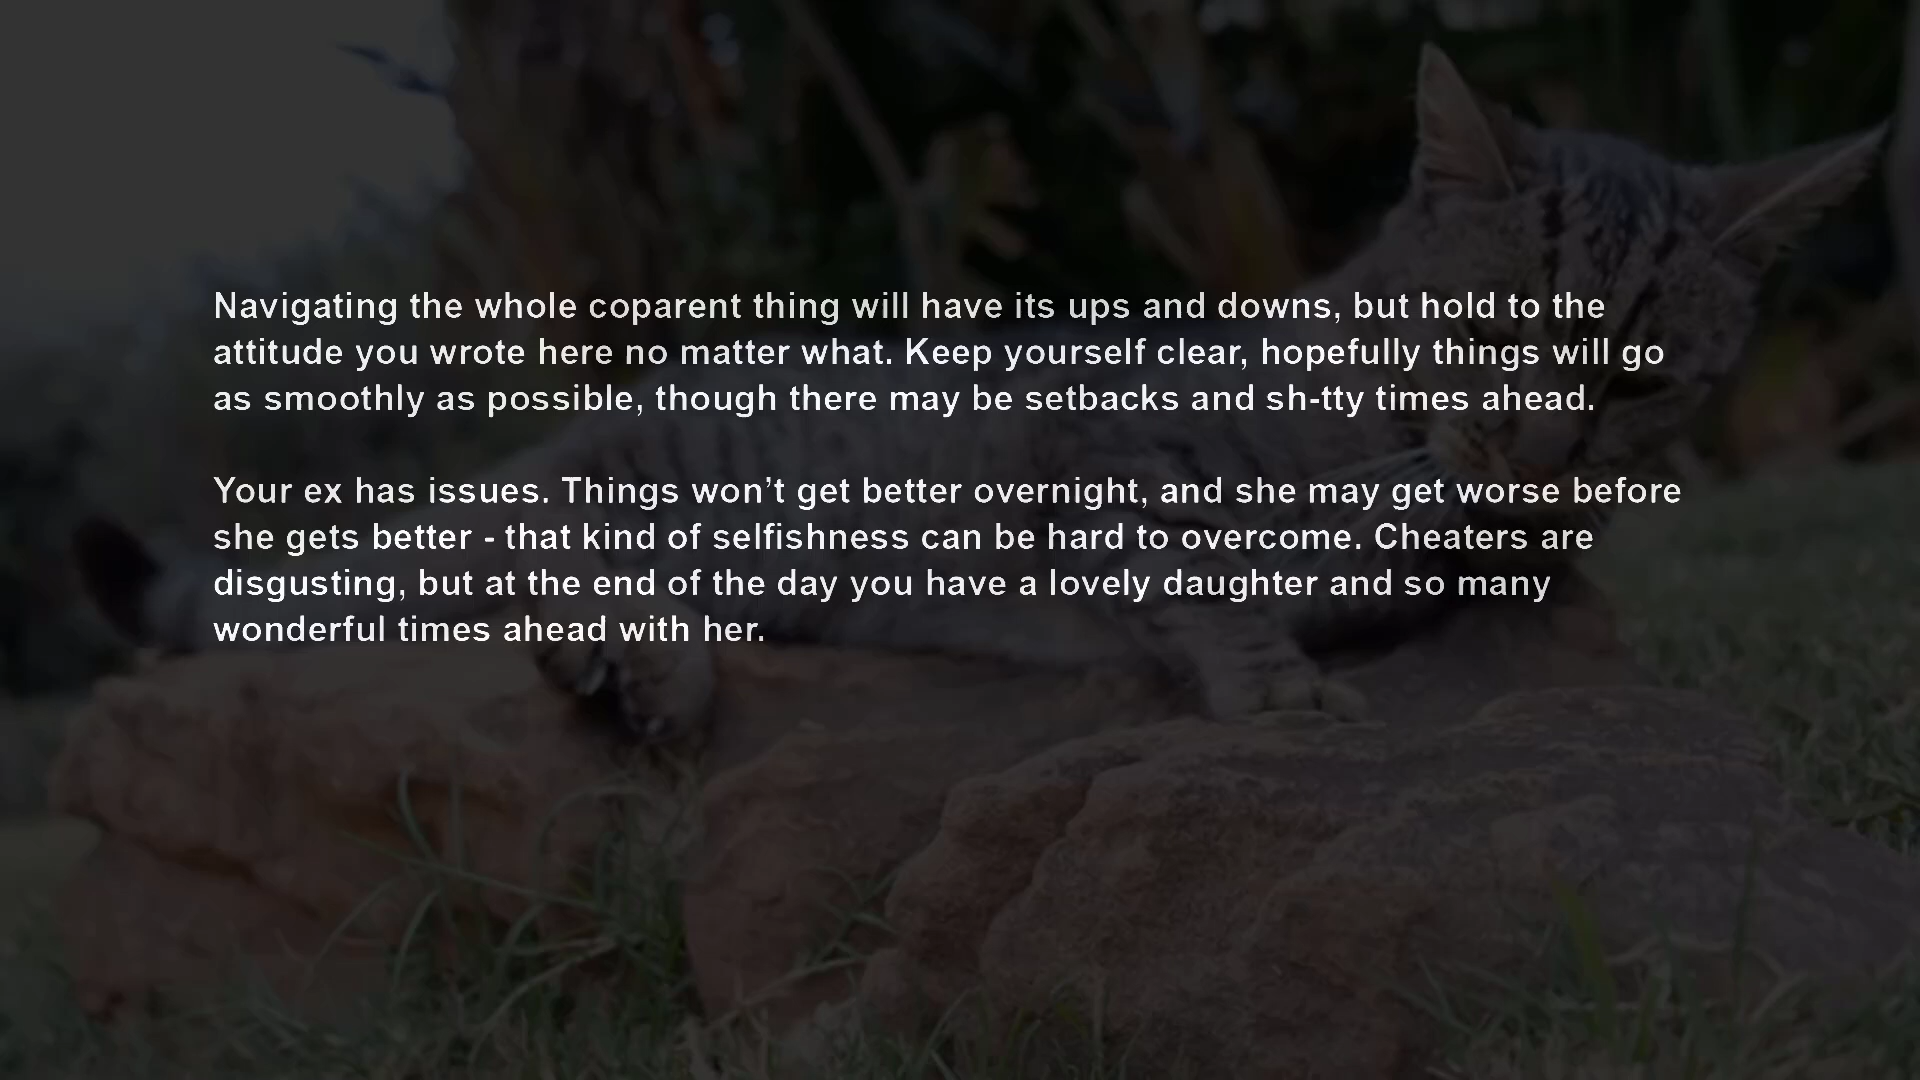 Navigating the whole coparent thing will have its ups and downs, but hold to the
attitude you wrote here no matter what. Keep yourself clear, hopefully things will go
as smoothly as possible, though there may be setbacks and sh-tty times ahead.
Your ex has issues. Things won’t get better overnight, and she may get worse before
she gets better - that kind of selfishness can be hard to overcome. Cheaters are
disgusting, but at the end of the day you have a lovely daughter and so many
wonderful times ahead with her.